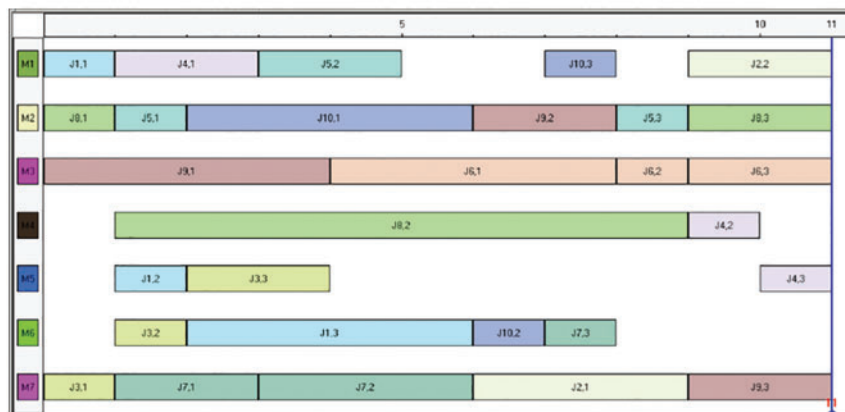 5 10 11
M1 J1,1 J4,1 J5,2 J10,3 J2,2
M2 J8,1 J5,1 J10,1 J9,2 J5,3 J8,3
M3 J9,1 J6,1 J6,2 J6,3
M4 J8,2 J4,2
M5 J1,2 J3,3 J4,3
M6 J3,2 J1,3 J10,2 J7,3
M7 J3,1 J7,1 J7,2 J2,1 J9,3
11